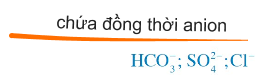 chứa đồng thời anion
HCO₃⁻; SO₄²⁻; Cl⁻